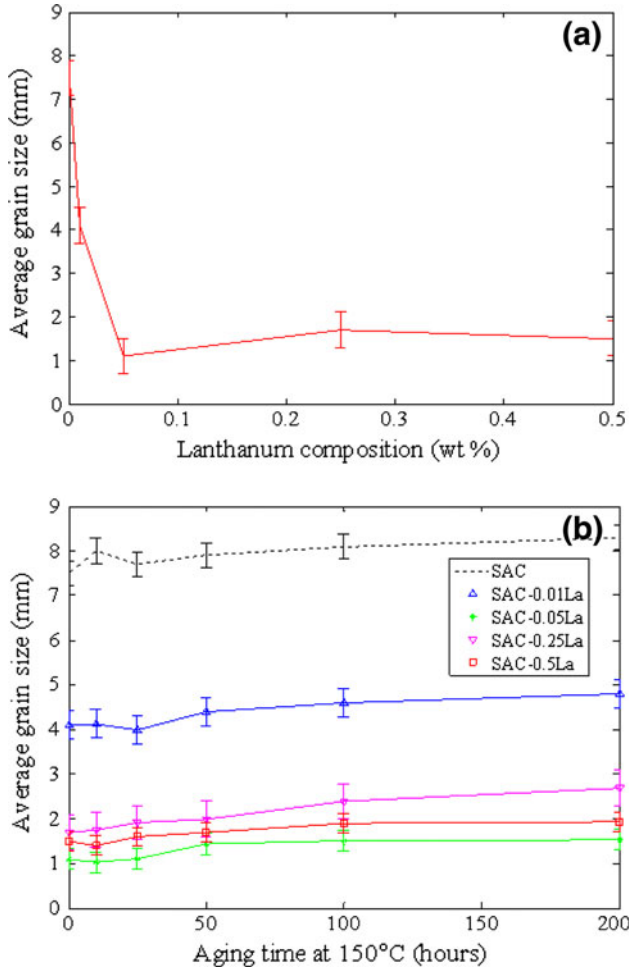 (a)
9
8
7
6
5
4
3
2
1
0
Average grain size (mm)
0 0.1 0.2 0.3 0.4 0.5
Lanthanum composition (wt %)
(b)
9
8
7
6
5
4
3
2
1
0
Average grain size (mm)
SAC
SAC-0.01La
SAC-0.05La
SAC-0.25La
SAC-0.5La
0 50 100 150 200
Aging time at 150°C (hours)